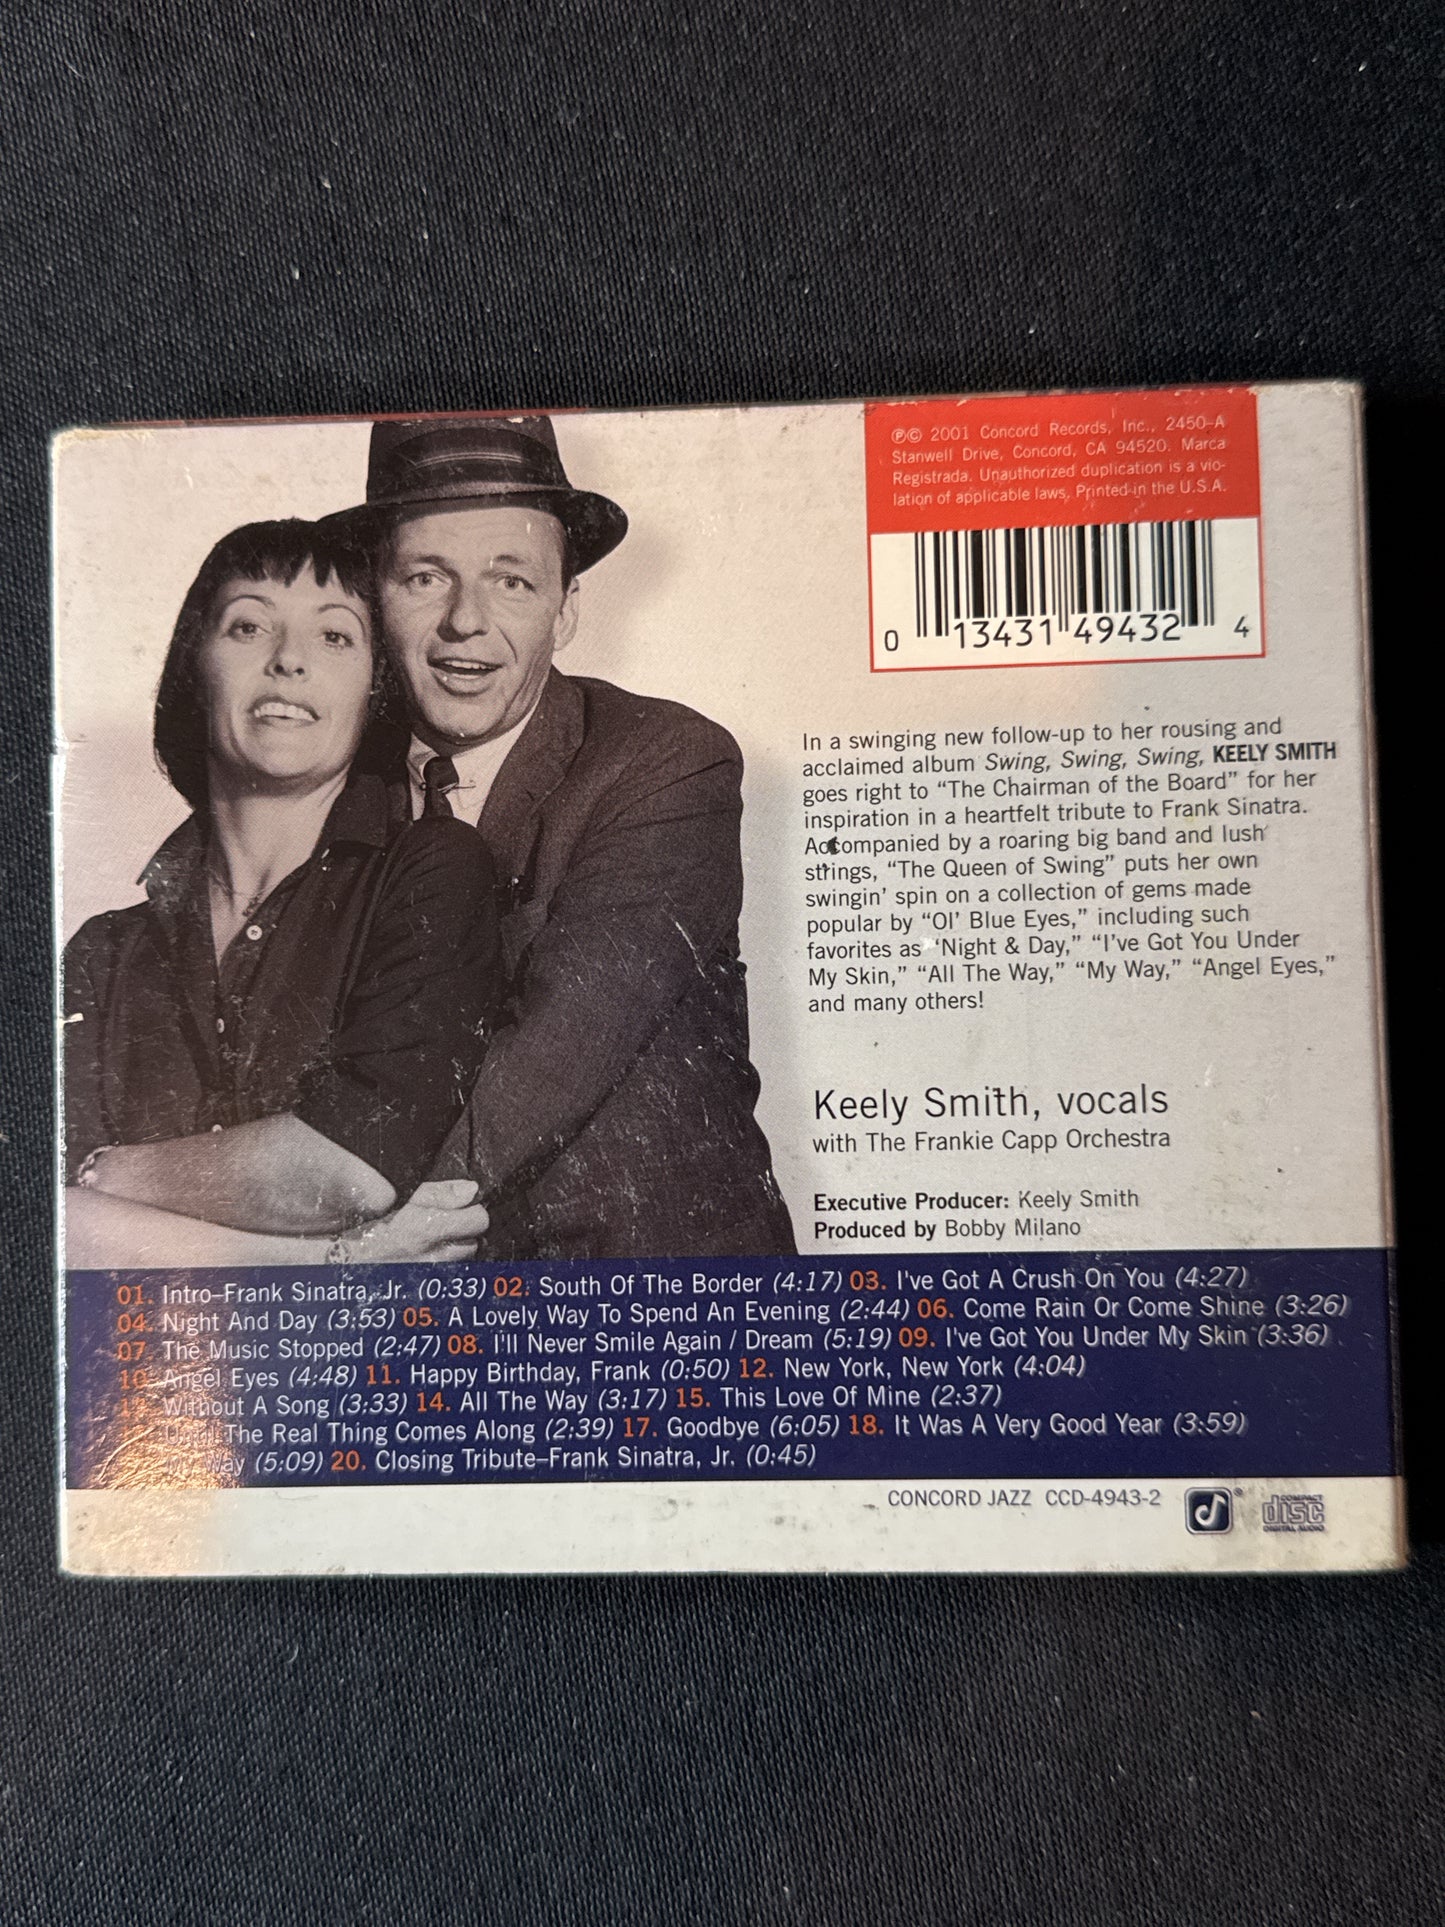 ℗© 2001 Concord Records, Inc., 2450-A
Stanwell Drive, Concord, CA 94520. Marca
Registrada. Unauthorized duplication is a vio-
lation of applicable laws. Printed in the U.S.A.
0 13431 49432 4
In a swinging new follow-up to her rousing and
acclaimed album Swing, Swing, Swing, KEELY SMITH
goes right to “The Chairman of the Board” for her
inspiration in a heartfelt tribute to Frank Sinatra.
Accompanied by a roaring big band and lush
strings, “The Queen of Swing” puts her own
swingin’ spin on a collection of gems made
popular by “Ol’ Blue Eyes,” including such
favorites as “Night & Day,” “I’ve Got You Under
My Skin,” “All The Way,” “My Way,” “Angel Eyes,”
and many others!
Keely Smith, vocals
with The Frankie Capp Orchestra
Executive Producer: Keely Smith
Produced by Bobby Milano
01. Intro–Frank Sinatra, Jr. (0:33) 02. South Of The Border (4:17) 03. I've Got A Crush On You (4:27)
04. Night And Day (3:53) 05. A Lovely Way To Spend An Evening (2:44) 06. Come Rain Or Come Shine (3:26)
07. The Music Stopped (2:47) 08. I'll Never Smile Again / Dream (5:19) 09. I've Got You Under My Skin (3:36)
10. Angel Eyes (4:48) 11. Happy Birthday, Frank (0:50) 12. New York, New York (4:04)
Without A Song (3:33) 14. All The Way (3:17) 15. This Love Of Mine (2:37)
Until The Real Thing Comes Along (2:39) 17. Goodbye (6:05) 18. It Was A Very Good Year (3:59)
My Way (5:09) 20. Closing Tribute–Frank Sinatra, Jr. (0:45)
CONCORD JAZZ CCD-4943-2
COMPACT
disc
DIGITAL AUDIO